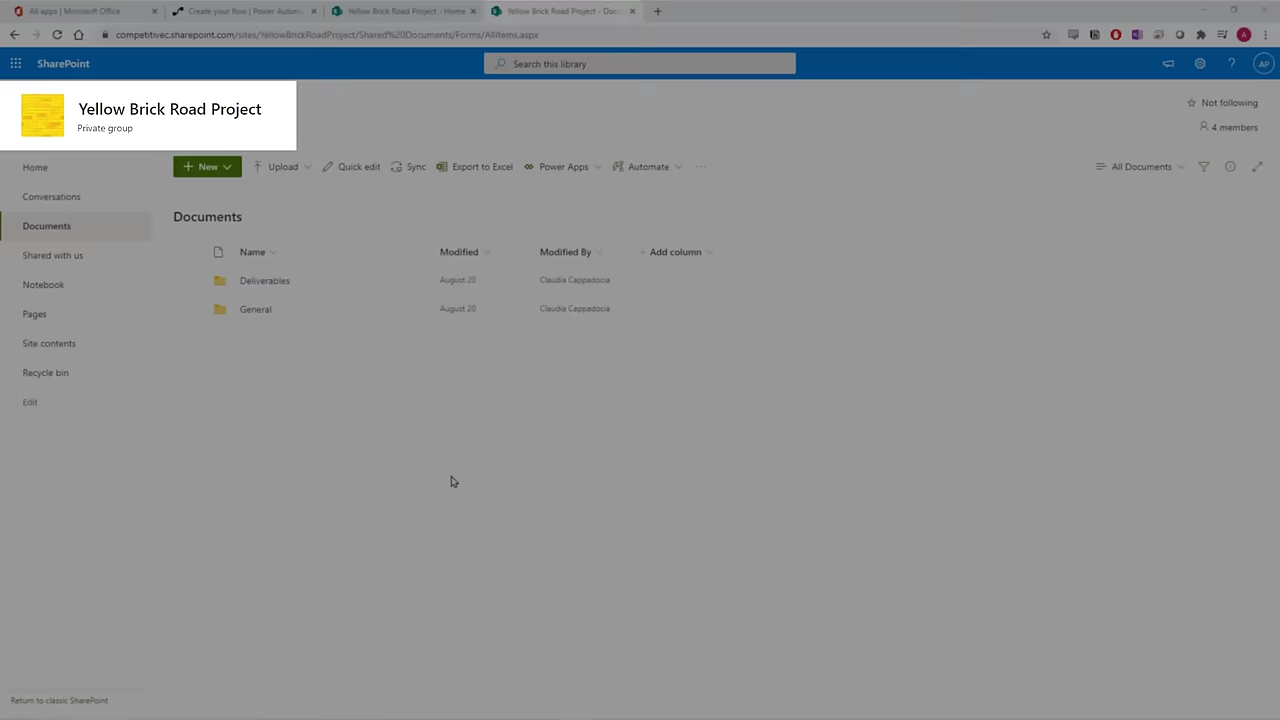 All apps | Microsoft Office
Create your flow | Power Autom
Yellow Brick Road Project - Home
Yellow Brick Road Project - Docu
competitivec.sharepoint.com/sites/YellowBrickRoadProject/Shared%20Documents/Forms/AllItems.aspx
A
SharePoint
Search this library
?
AP
Yellow Brick Road Project
Private group
Not following
4 members
Home
Conversations
Documents
Shared with us
Notebook
Pages
Site contents
Recycle bin
Edit
Return to classic SharePoint
+ New
Upload
Quick edit
Sync
Export to Excel
Power Apps
Automate
···
All Documents
Documents
Name Modified Modified By + Add column
Deliverables August 20 Claudia Cappadocia
General August 20 Claudia Cappadocia